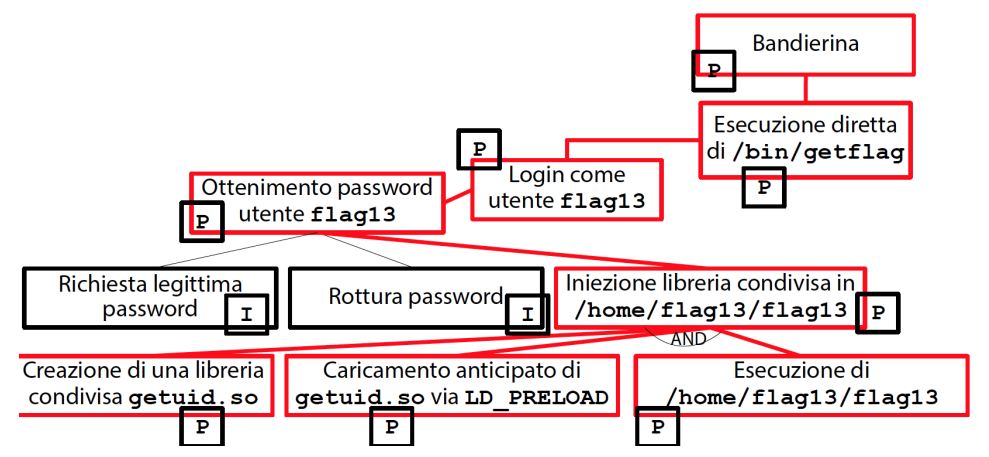 Bandierina
P
Esecuzione diretta
di /bin/getflag
P
P
Login come
utente flag13
Ottenimento password
utente flag13
P
Richiesta legittima
password
I
Rottura password
I
Iniezione libreria condivisa in
/home/flag13/flag13
P
AND
Creazione di una libreria
condivisa getuid.so
P
Caricamento anticipato di
getuid.so via LD_PRELOAD
P
Esecuzione di
/home/flag13/flag13
P